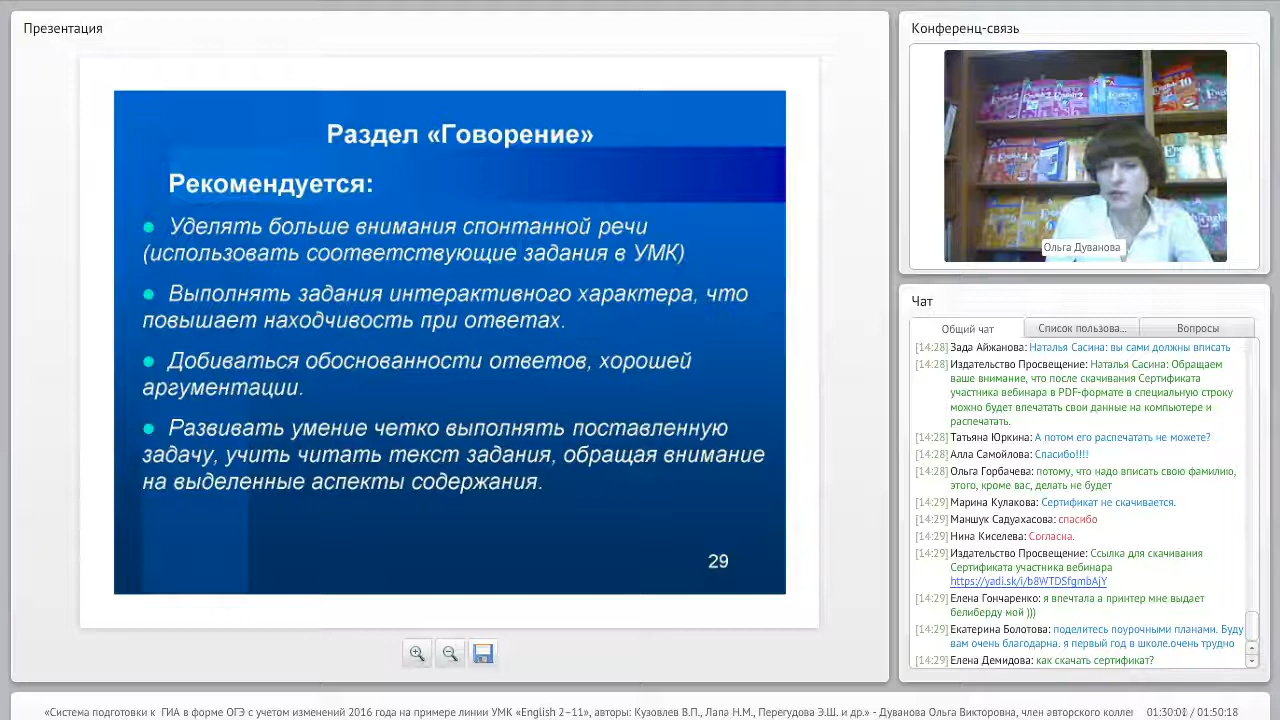 Презентация
Раздел «Говорение»
Рекомендуется:
● Уделять больше внимания спонтанной речи
(использовать соответствующие задания в УМК)
● Выполнять задания интерактивного характера, что
повышает находчивость при ответах.
● Добиваться обоснованности ответов, хорошей
аргументации.
● Развивать умение четко выполнять поставленную
задачу, учить читать текст задания, обращая внимание
на выделенные аспекты содержания.
29
Конференц-связь
Ольга Дуванова
Чат
Общий чат
Список пользова...
Вопросы
[14:28] Зада Айжанова: Наталья Сасина: вы сами должны вписать
[14:28] Издательство Просвещение: Наталья Сасина: Обращаем
ваше внимание, что после скачивания Сертификата
участника вебинара в PDF-формате в специальную строку
можно будет впечатать свои данные на компьютере и
распечатать.
[14:28] Татьяна Юркина: А потом его распечатать не можете?
[14:28] Алла Самойлова: Спасибо!!!!
[14:28] Ольга Горбачева: потому, что надо вписать свою фамилию,
этого, кроме вас, делать не будет
[14:29] Марина Кулакова: Сертификат не скачивается.
[14:29] Маншук Садуахасова: спасибо
[14:29] Нина Киселева: Согласна.
[14:29] Издательство Просвещение: Ссылка для скачивания
Сертификата участника вебинара
https://yadi.sk/i/b8WTDSfqmbAjY
[14:29] Елена Гончаренко: я впечтала а принтер мне выдает
белиберду мой )))
[14:29] Екатерина Болотова: поделитесь поурочными планами. Буду
вам очень благодарна. я первый год в школе.очень трудно
[14:29] Елена Демидова: как скачать сертификат?
«Система подготовки к ГИА в форме ОГЭ с учетом изменений 2016 года на примере линии УМК «English 2–11», авторы: Кузовлев В.П., Лапа Н.М., Перегудова Э.Ш. и др.» - Дуванова Ольга Викторовна, член авторского коллек
01:30:01 / 01:50:18